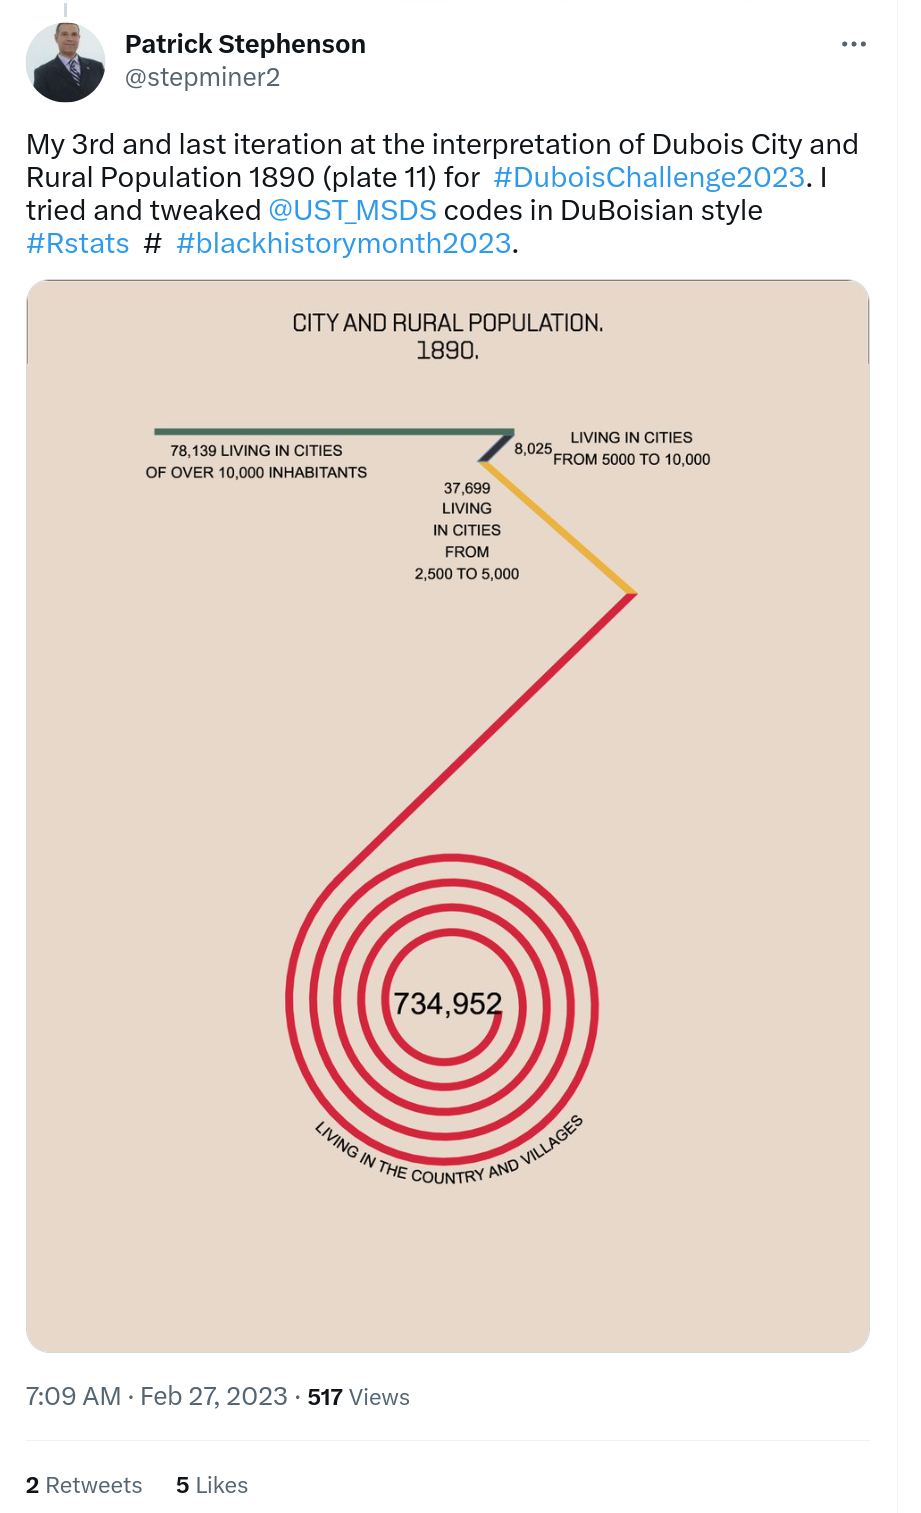 Patrick Stephenson
@stepminer2
My 3rd and last iteration at the interpretation of Dubois City and
Rural Population 1890 (plate 11) for #DuboisChallenge2023. I
tried and tweaked @UST_MSDS codes in DuBoisian style
#Rstats # #blackhistorymonth2023.
CITY AND RURAL POPULATION.
1890.
78,139 LIVING IN CITIES
OF OVER 10,000 INHABITANTS
8,025
LIVING IN CITIES
FROM 5000 TO 10,000
37,699
LIVING
IN CITIES
FROM
2,500 TO 5,000
734,952
LIVING IN THE COUNTRY AND VILLAGES
7:09 AM · Feb 27, 2023 · 517 Views
2 Retweets 5 Likes